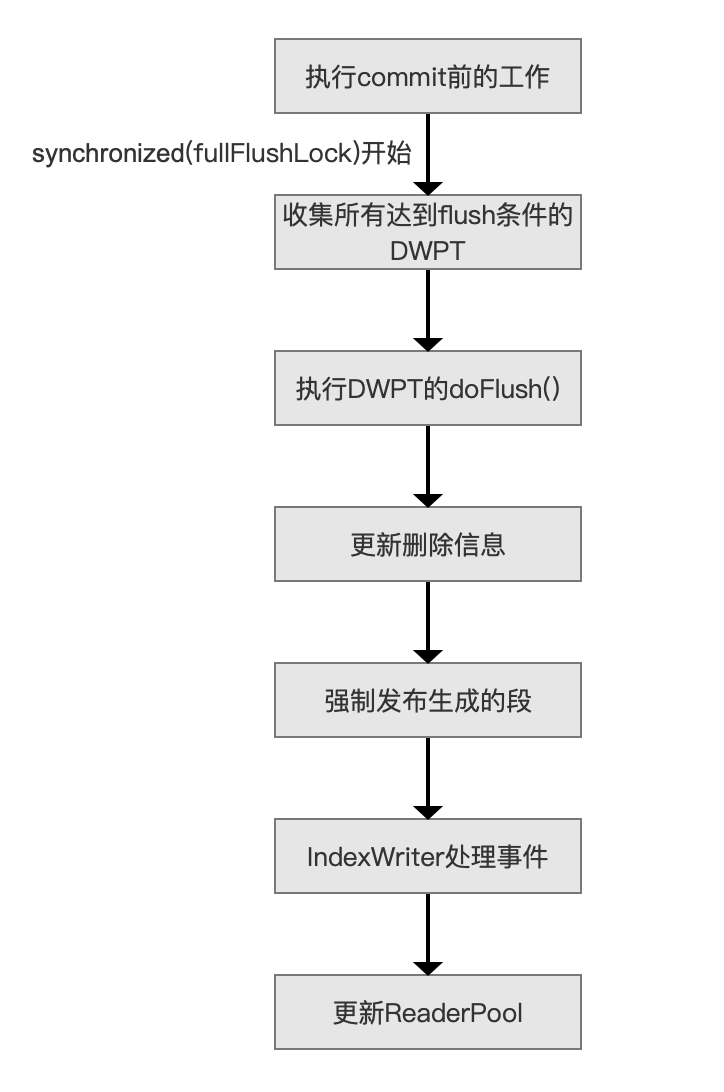 执行commit前的工作
synchronized(fullFlushLock)开始
收集所有达到flush条件的
DWPT
执行DWPT的doFlush()
更新删除信息
强制发布生成的段
IndexWriter处理事件
更新ReaderPool